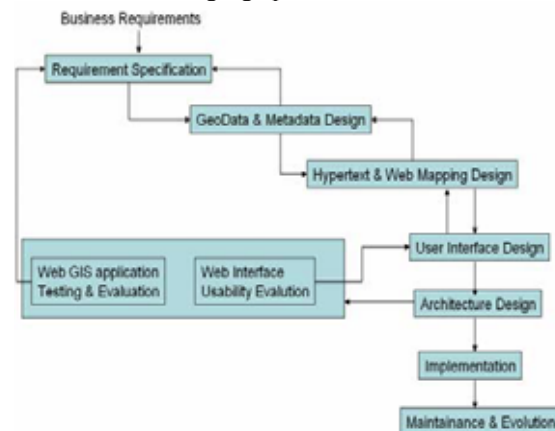 Business Requirements
Requirement Specification
GeoData & Metadata Design
Hypertext & Web Mapping Design
User Interface Design
Web GIS application
Testing & Evaluation
Web Interface
Usability Evalution
Architecture Design
Implementation
Maintainance & Evolution